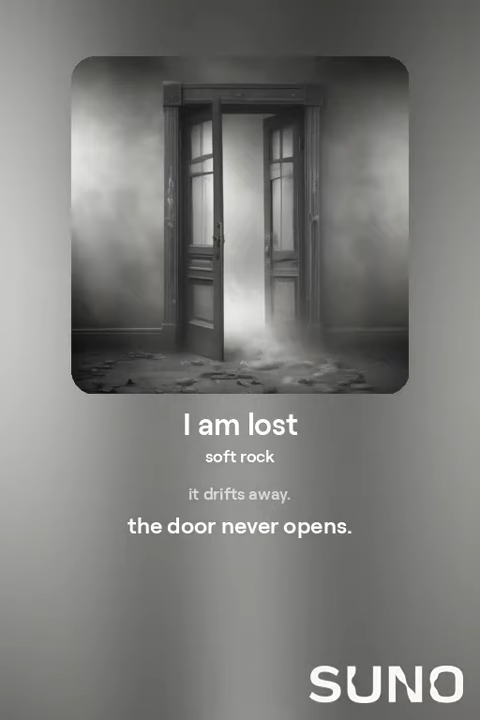 I am lost
soft rock
it drifts away.
the door never opens.
SUNO